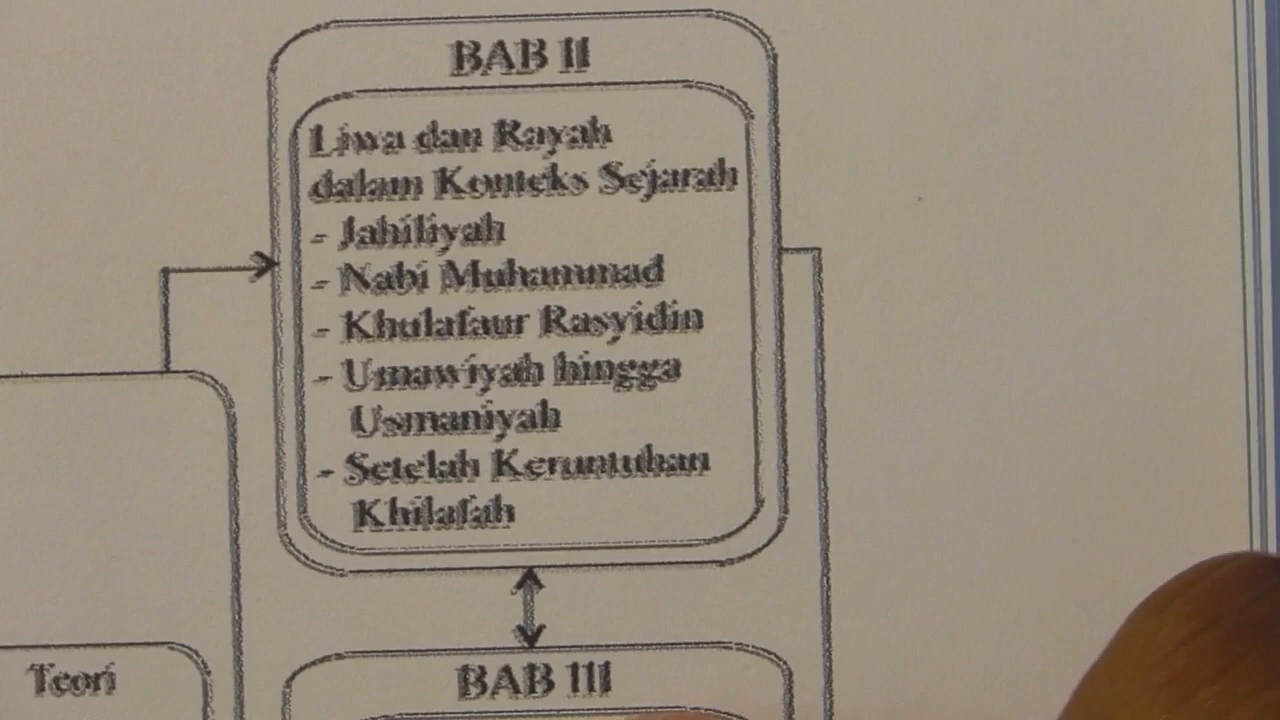 BAB II
Liwa dan Rayah
dalam Konteks Sejarah
- Jahiliyah
- Nabi Muhammad
- Khulafaur Rasyidin
- Umawiyah hingga
Usmaniyah
- Setelah Keruntuhan
Khilafah
Teori
BAB III